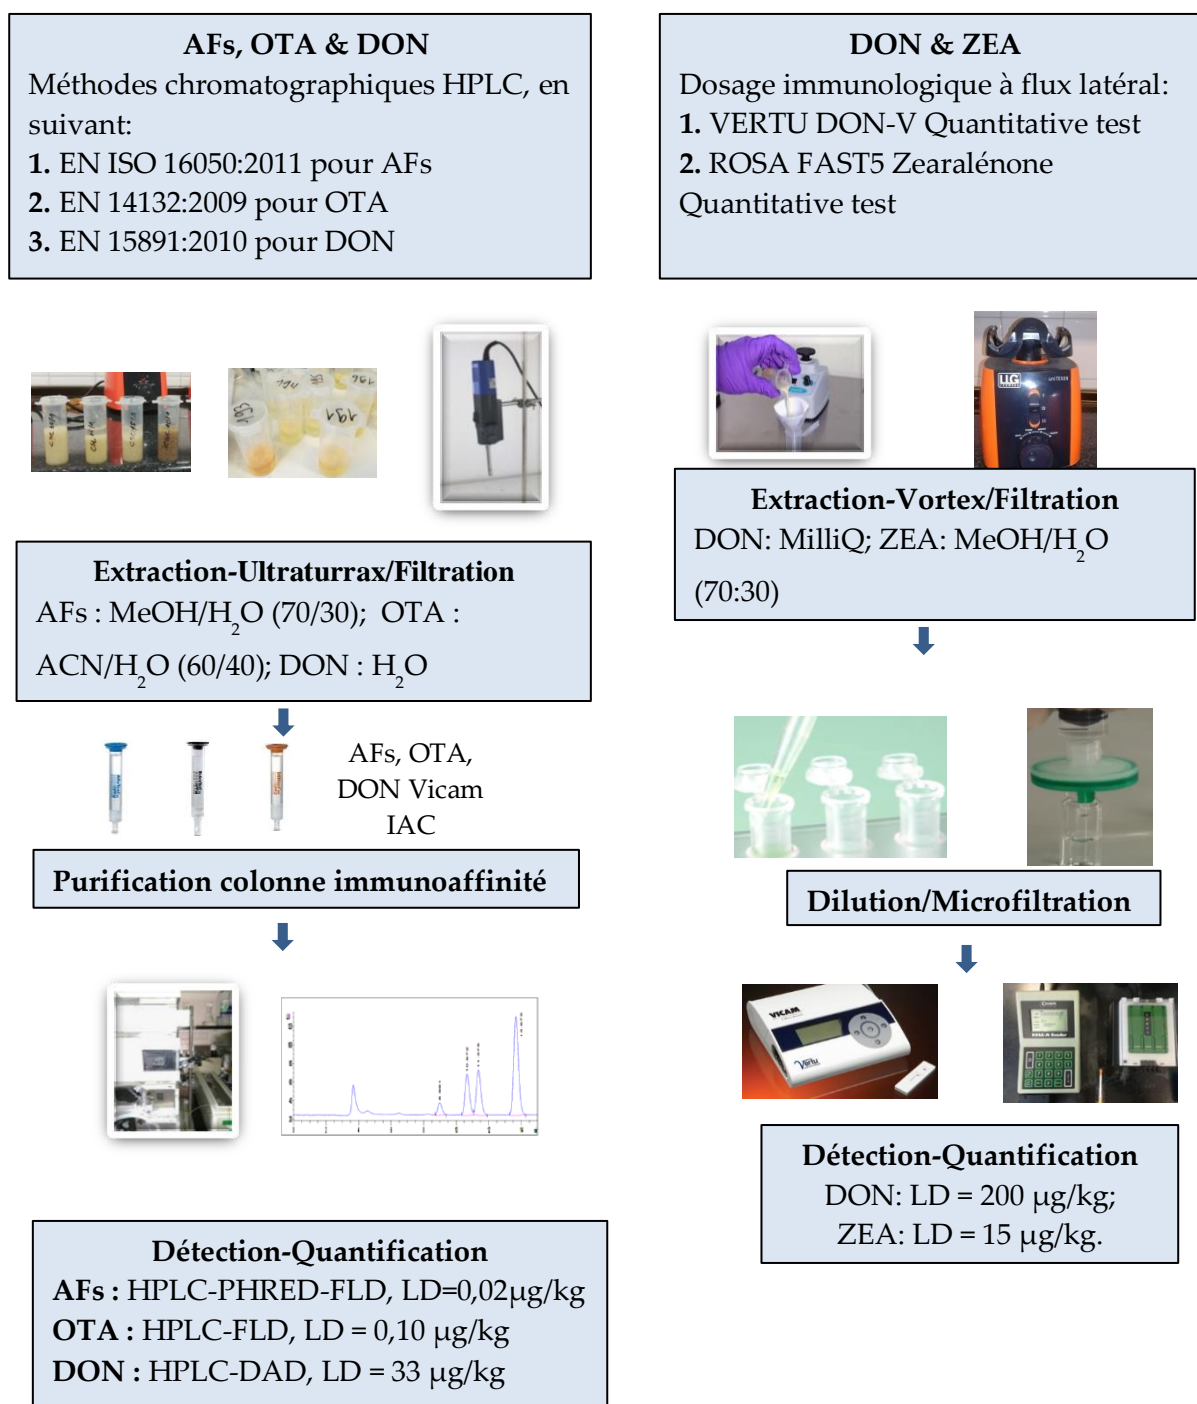 AFs, OTA & DON
Méthodes chromatographiques HPLC, en
suivant:
1. EN ISO 16050:2011 pour AFs
2. EN 14132:2009 pour OTA
3. EN 15891:2010 pour DON
DON & ZEA
Dosage immunologique à flux latéral:
1. VERTU DON-V Quantitative test
2. ROSA FAST5 Zearalénone
Quantitative test
191
LLG
uniTEXER
Extraction-Ultraturrax/Filtration
AFs : MeOH/H2O (70/30); OTA :
ACN/H2O (60/40); DON : H2O
Extraction-Vortex/Filtration
DON: MilliQ; ZEA: MeOH/H2O
(70:30)
AFs, OTA,
DON Vicam
IAC
Purification colonne immunoaffinité
Dilution/Microfiltration
VICAM
Vertu
Détection-Quantification
AFs : HPLC-PHRED-FLD, LD=0,02µg/kg
OTA : HPLC-FLD, LD = 0,10 µg/kg
DON : HPLC-DAD, LD = 33 µg/kg
Détection-Quantification
DON: LD = 200 µg/kg;
ZEA: LD = 15 µg/kg.